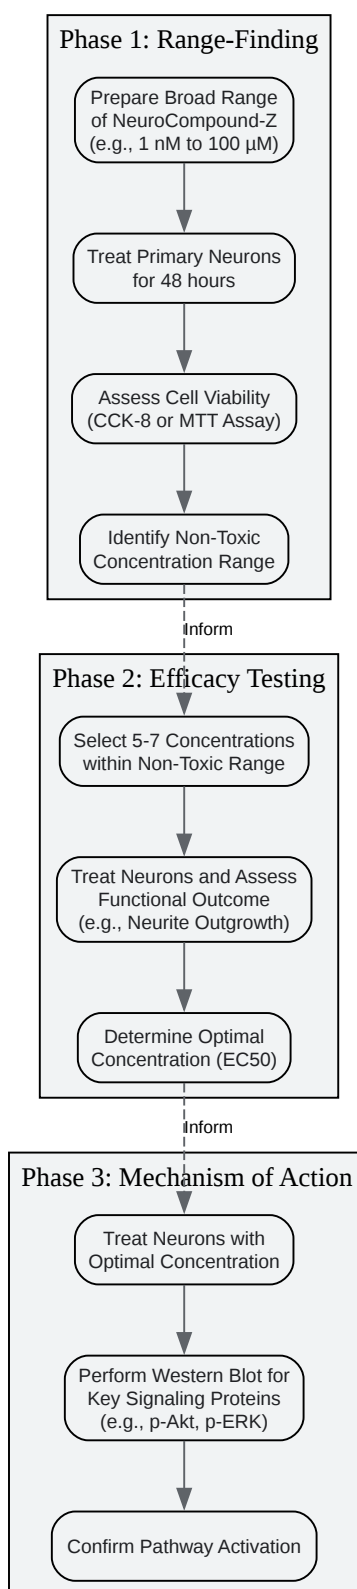 Phase 1: Range-Finding
Prepare Broad Range
of NeuroCompound-Z
(e.g., 1 nM to 100 µM)
Treat Primary Neurons
for 48 hours
Assess Cell Viability
(CCK-8 or MTT Assay)
Identify Non-Toxic
Concentration Range
Inform
Phase 2: Efficacy Testing
Select 5-7 Concentrations
within Non-Toxic Range
Treat Neurons and Assess
Functional Outcome
(e.g., Neurite Outgrowth)
Determine Optimal
Concentration (EC50)
Inform
Phase 3: Mechanism of Action
Treat Neurons with
Optimal Concentration
Perform Western Blot for
Key Signaling Proteins
(e.g., p-Akt, p-ERK)
Confirm Pathway Activation